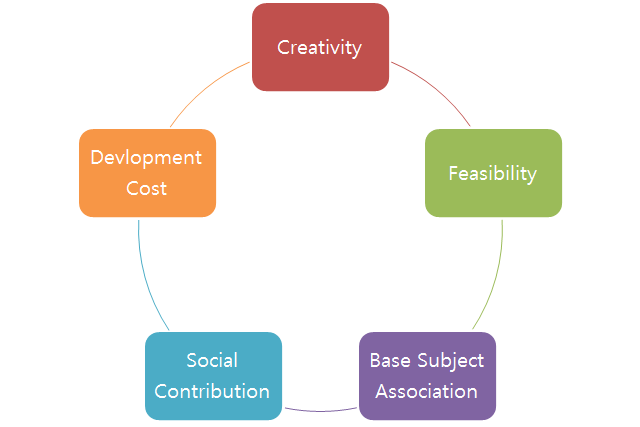 Creativity
Devlopment
Cost
Feasibility
Social
Contribution
Base Subject
Association